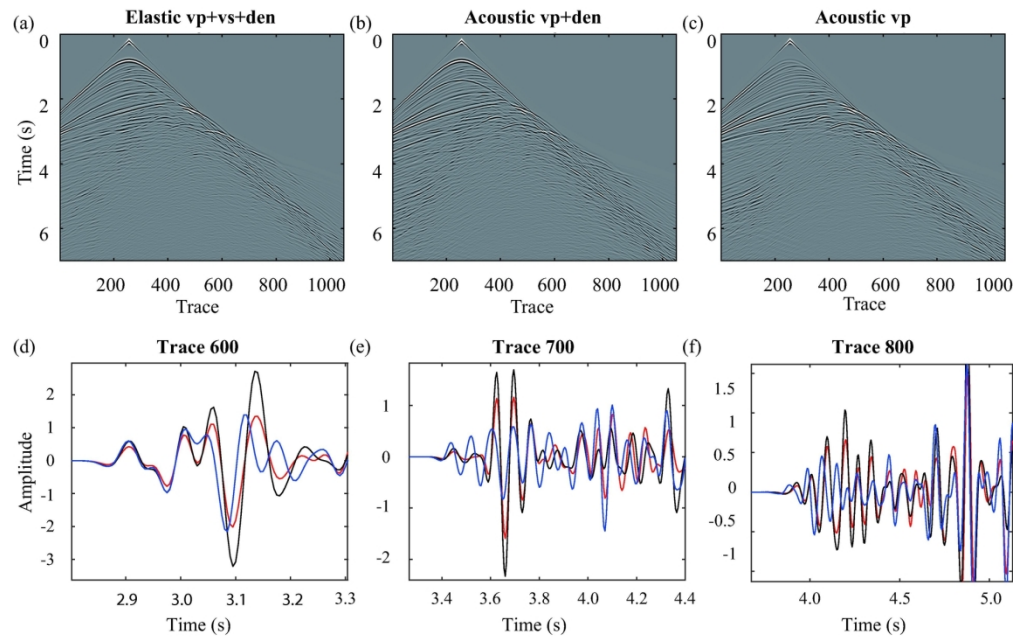 (a) Elastic vp+vs+den (b) Acoustic vp+den (c) Acoustic vp
0 0 0
2 2 2
4 4 4
6 6 6
Time (s)
200 400 600 800 1000 200 400 600 800 1000 200 400 600 800 1000
Trace Trace Trace
(d) Trace 600 (e) Trace 700 (f) Trace 800
2 1 0
-1 -2 -3
1 0 -1 -2
1.5 1 0.5 0 -0.5 -1
Amplitude
2.9 3.0 3.1 3.2 3.3 3.4 3.6 3.8 4.0 4.2 4.4 4.0 4.5 5.0
Time (s) Time (s) Time (s)